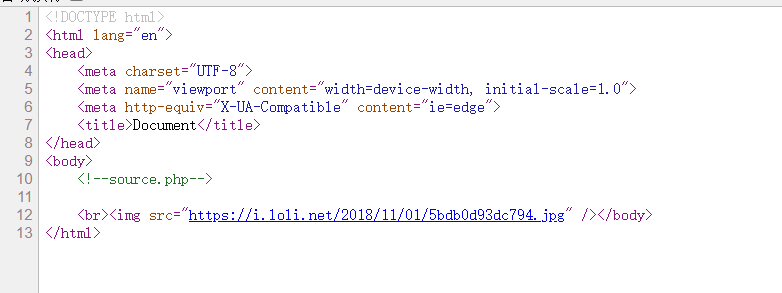 1 <!DOCTYPE html>
2 <html lang="en">
3 <head>
4     <meta charset="UTF-8">
5     <meta name="viewport" content="width=device-width, initial-scale=1.0">
6     <meta http-equiv="X-UA-Compatible" content="ie=edge">
7     <title>Document</title>
8 </head>
9 <body>
10     <!--source.php-->
11
12     <br><img src="https://i.loli.net/2018/11/01/5bdb0d93dc794.jpg" /></body>
13 </html>